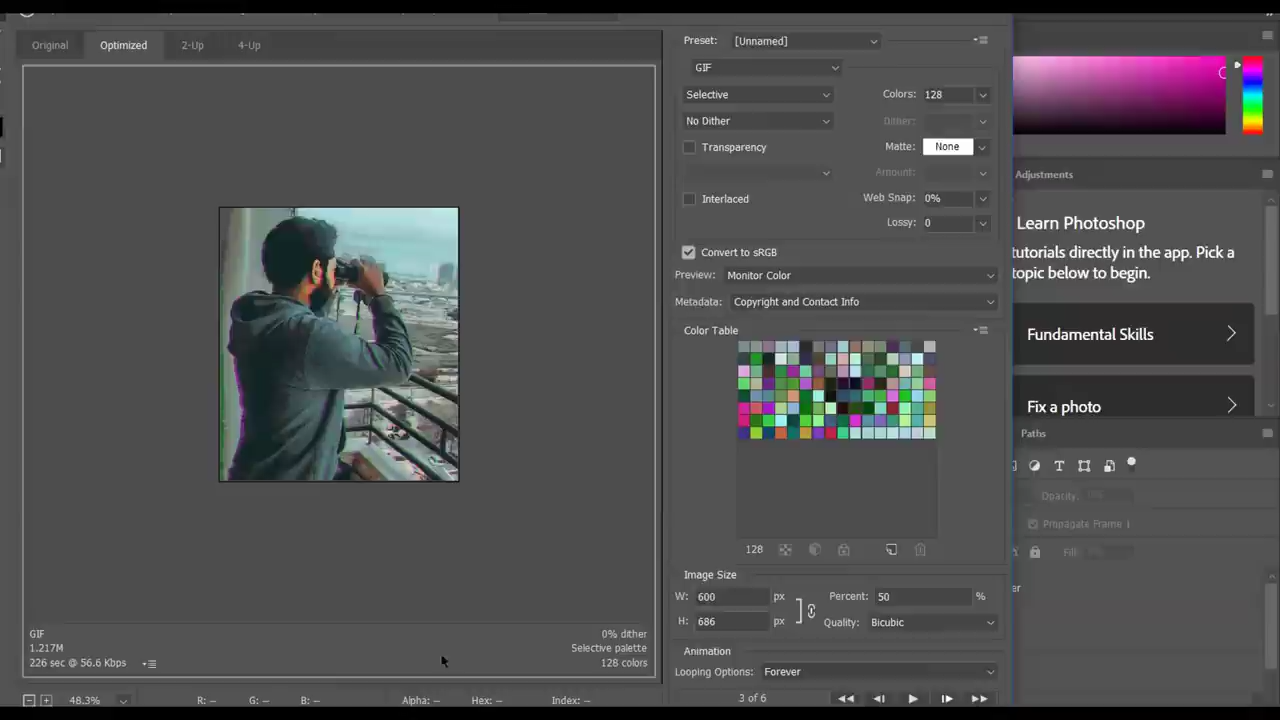 Original Optimized 2-Up 4-Up
Preset: [Unnamed]
GIF
Selective Colors: 128
No Dither Dither:
Transparency Matte: None
Amount:
Interlaced Web Snap: 0%
Lossy: 0
Convert to sRGB
Preview: Monitor Color
Metadata: Copyright and Contact Info
Color Table
128
Image Size
W: 600 px Percent: 50 %
H: 686 px Quality: Bicubic
Animation
Looping Options: Forever
3 of 6
GIF 0% dither
1.217M Selective palette
226 sec @ 56.6 Kbps 128 colors
48.3% R: -- G: -- B: -- Alpha: -- Hex: -- Index: --
Adjustments
Learn Photoshop
tutorials directly in the app. Pick a
topic below to begin.
Fundamental Skills
Fix a photo
Paths
Opacity:
Propagate Frame 1
Fill: